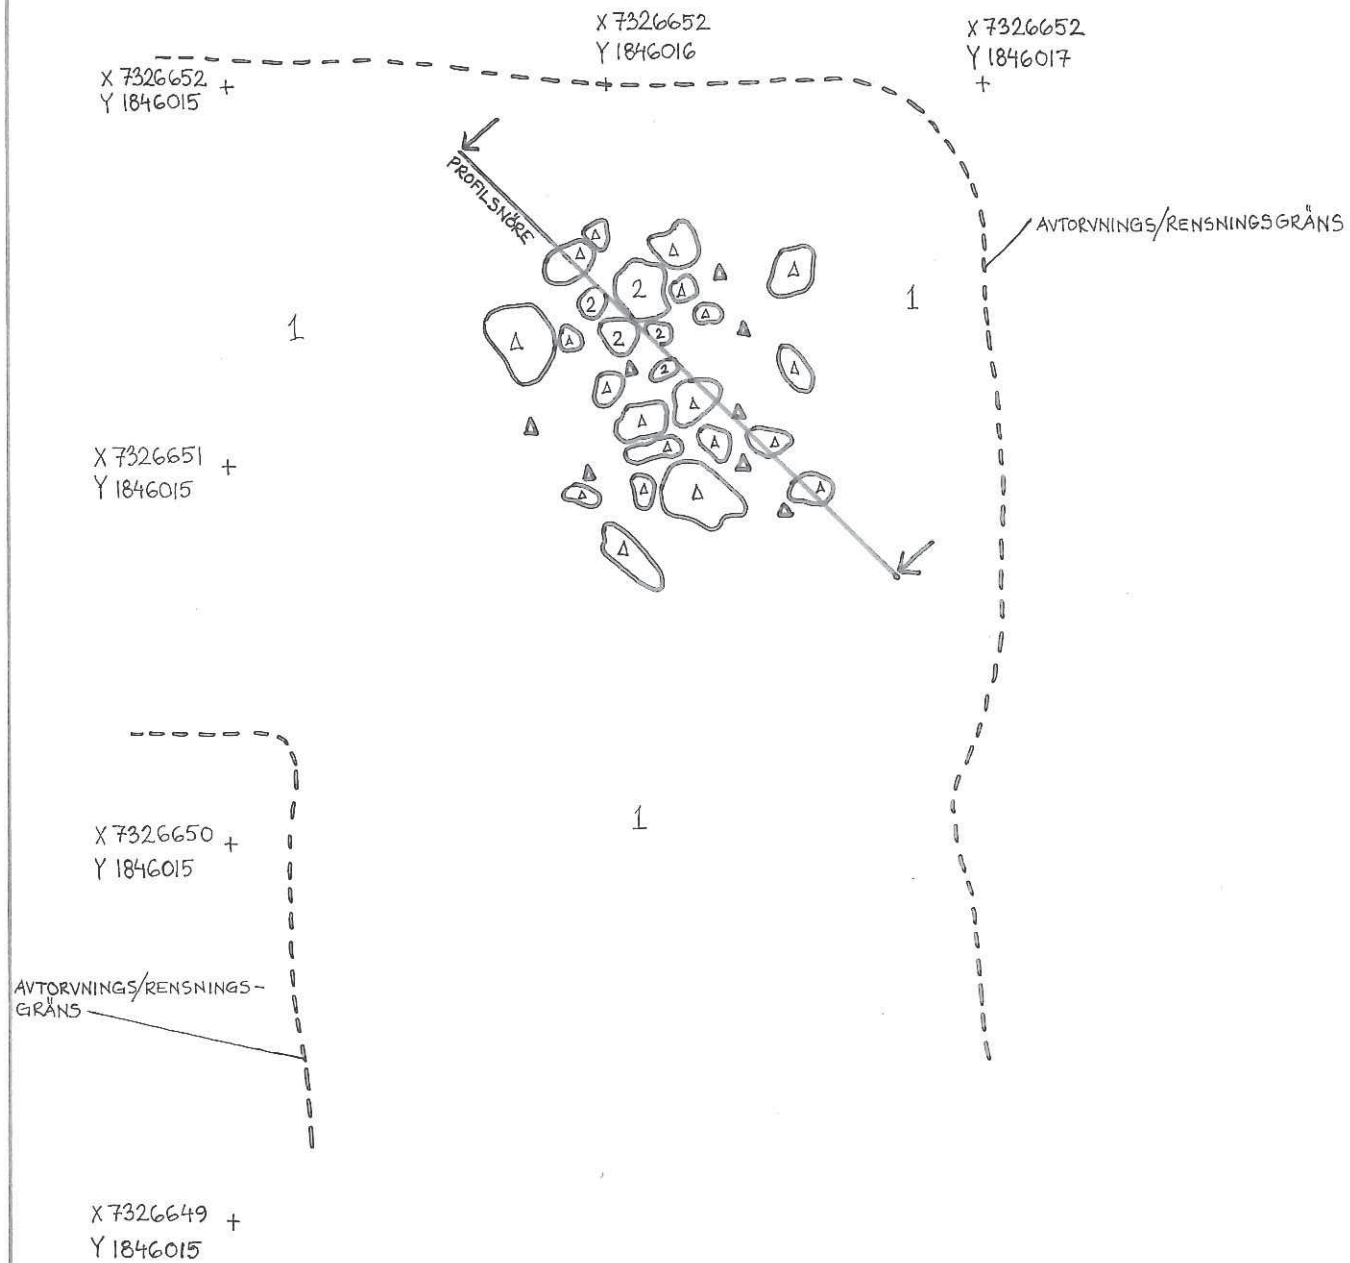 X 7326652
Y 1846016
X 7326652
Y 1846017
X 7326652
Y 1846015
PROFILSNÖRE
AVTORVNINGS/RENSNINGSGRÄNS
1
1
2
2
2
2
2
X 7326651
Y 1846015
1
X 7326650
Y 1846015
AVTORVNINGS/RENSNINGS-
GRÄNS
X 7326649
Y 1846015